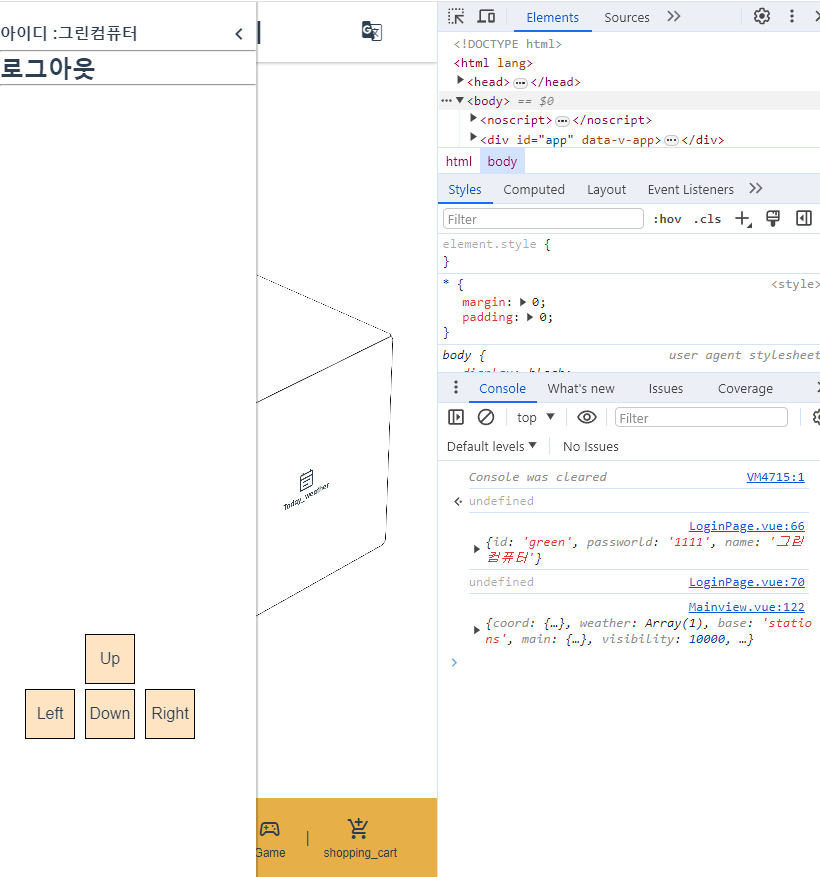 아이디 :그린컴퓨터
로그아웃
Today_weather
Up
Left
Down
Right
Game
|
shopping_cart
Elements
Sources
<!DOCTYPE html>
<html lang>
<head> … </head>
<body> == $0
<noscript> … </noscript>
<div id="app" data-v-app> … </div>
html body
Styles Computed Layout Event Listeners
Filter :hov .cls
element.style {
}
* { <style>
margin: 0;
padding: 0;
}
body { user agent stylesheet
display: block;
Console What's new Issues Coverage
top Filter
Default levels No Issues
Console was cleared VM4715:1
undefined
LoginPage.vue:66
{id: 'green', passworld: '1111', name: '그린
컴퓨터'}
undefined LoginPage.vue:70
Mainview.vue:122
{coord: {…}, weather: Array(1), base: 'statio
ns', main: {…}, visibility: 10000, …}